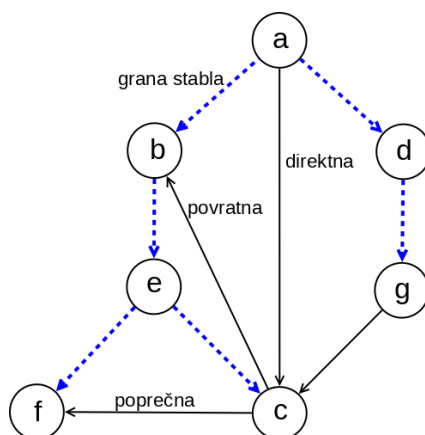 a
grana stabla
b
d
direktna
povratna
e
g
poprečna
f
c